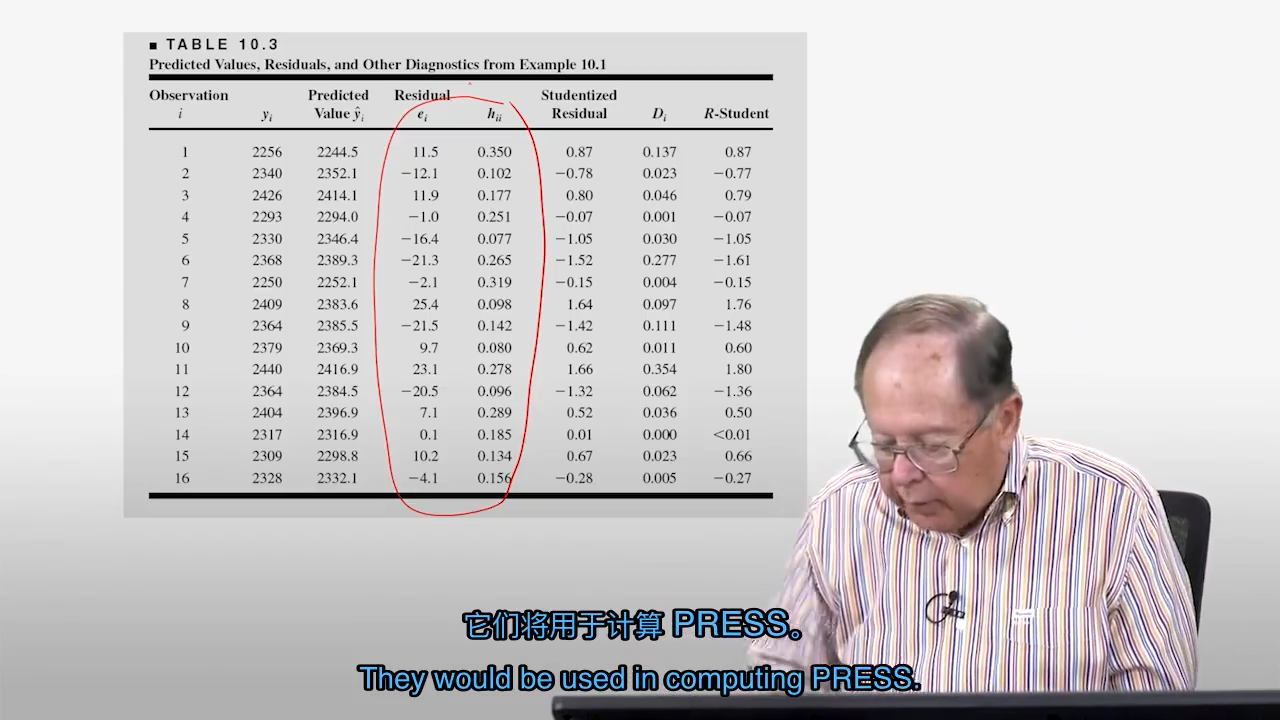 ■ TABLE 10.3
Predicted Values, Residuals, and Other Diagnostics from Example 10.1
Observation i yᵢ Predicted Value ŷᵢ Residual eᵢ hᵢᵢ Studentized Residual Dᵢ R-Student
1 2256 2244.5 11.5 0.350 0.87 0.137 0.87
2 2340 2352.1 −12.1 0.102 −0.78 0.023 −0.77
3 2426 2414.1 11.9 0.177 0.80 0.046 0.79
4 2293 2294.0 −1.0 0.251 −0.07 0.001 −0.07
5 2330 2346.4 −16.4 0.077 −1.05 0.030 −1.05
6 2368 2389.3 −21.3 0.265 −1.52 0.277 −1.61
7 2250 2252.1 −2.1 0.319 −0.15 0.004 −0.15
8 2409 2383.6 25.4 0.098 1.64 0.097 1.76
9 2364 2385.5 −21.5 0.142 −1.42 0.111 −1.48
10 2379 2369.3 9.7 0.080 0.62 0.011 0.60
11 2440 2416.9 23.1 0.278 1.66 0.354 1.80
12 2364 2384.5 −20.5 0.096 −1.32 0.062 −1.36
13 2404 2396.9 7.1 0.289 0.52 0.036 0.50
14 2317 2316.9 0.1 0.185 0.01 0.000 <0.01
15 2309 2298.8 10.2 0.134 0.67 0.023 0.66
16 2328 2332.1 −4.1 0.156 −0.28 0.005 −0.27
它们将用于计算 PRESS。
They would be used in computing PRESS.